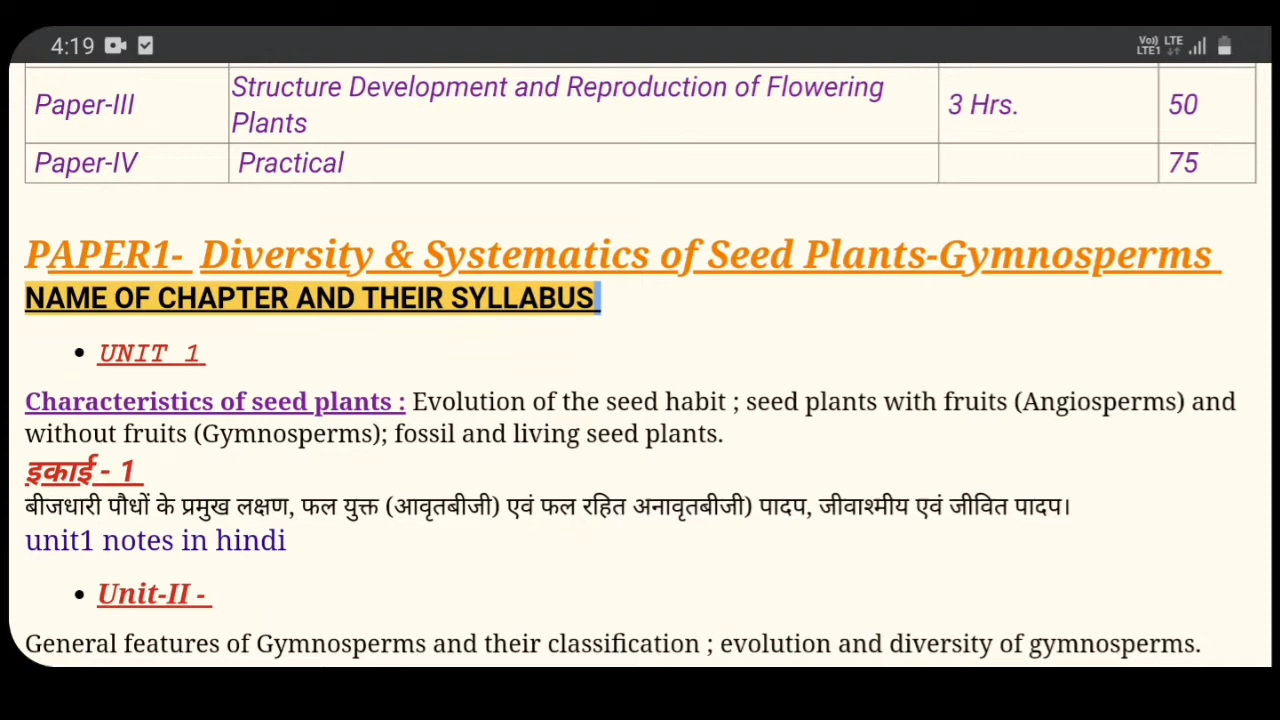 4:19
Vo)) LTE
LTE1
Structure Development and Reproduction of Flowering
Paper-III 3 Hrs. 50
Plants
Paper-IV Practical 75
PAPER1- Diversity & Systematics of Seed Plants-Gymnosperms
NAME OF CHAPTER AND THEIR SYLLABUS
• UNIT 1
Characteristics of seed plants : Evolution of the seed habit ; seed plants with fruits (Angiosperms) and
without fruits (Gymnosperms); fossil and living seed plants.
इकाई - 1
बीजधारी पौधों के प्रमुख लक्षण, फल युक्त (आवृतबीजी) एवं फल रहित अनावृतबीजी) पादप, जीवाश्मीय एवं जीवित पादप।
unit1 notes in hindi
• Unit-II -
General features of Gymnosperms and their classification ; evolution and diversity of gymnosperms.